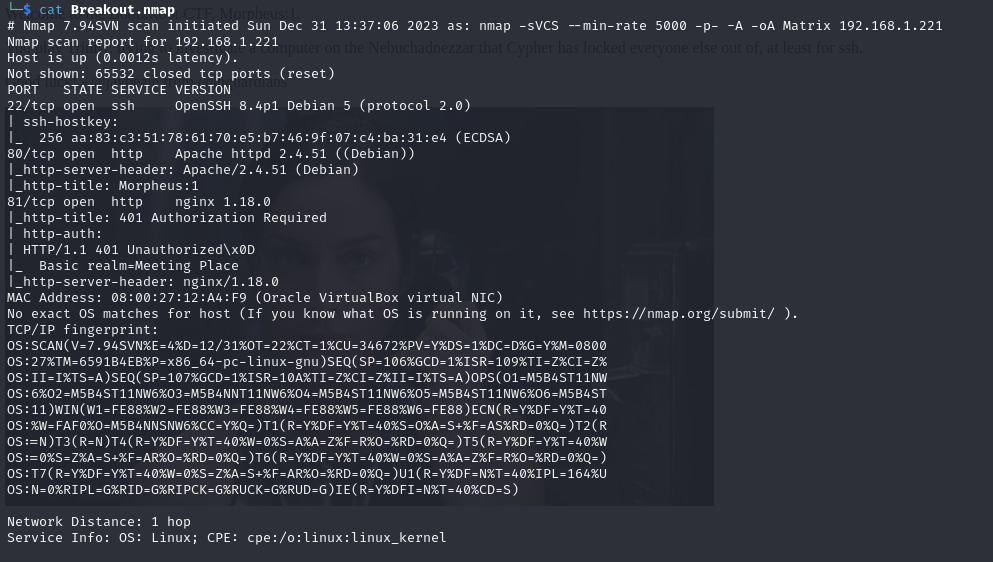 └─$ cat Breakout.nmap
# Nmap 7.94SVN scan initiated Sun Dec 31 13:37:06 2023 as: nmap -sVCS --min-rate 5000 -p- -A -oA Matrix 192.168.1.221
Nmap scan report for 192.168.1.221
Host is up (0.0012s latency).
Not shown: 65532 closed tcp ports (reset)
PORT   STATE SERVICE VERSION
22/tcp open  ssh     OpenSSH 8.4p1 Debian 5 (protocol 2.0)
| ssh-hostkey:
|_  256 aa:83:c3:51:78:61:70:e5:b7:46:9f:07:c4:ba:31:e4 (ECDSA)
80/tcp open  http    Apache httpd 2.4.51 ((Debian))
|_http-server-header: Apache/2.4.51 (Debian)
|_http-title: Morpheus:1
81/tcp open  http    nginx 1.18.0
|_http-title: 401 Authorization Required
| http-auth:
| HTTP/1.1 401 Unauthorized\x0D
|_  Basic realm=Meeting Place
|_http-server-header: nginx/1.18.0
MAC Address: 08:00:27:12:A4:F9 (Oracle VirtualBox virtual NIC)
No exact OS matches for host (If you know what OS is running on it, see https://nmap.org/submit/ ).
TCP/IP fingerprint:
OS:SCAN(V=7.94SVN%E=4%D=12/31%OT=22%CT=1%CU=34672%PV=Y%DS=1%DC=D%G=Y%M=0800
OS:27%TM=6591B4EB%P=x86_64-pc-linux-gnu)SEQ(SP=106%GCD=1%ISR=109%TI=Z%CI=Z%
OS:II=I%TS=A)SEQ(SP=107%GCD=1%ISR=10A%TI=Z%CI=Z%II=I%TS=A)OPS(O1=M5B4ST11NW
OS:6%O2=M5B4ST11NW6%O3=M5B4NNT11NW6%O4=M5B4ST11NW6%O5=M5B4ST11NW6%O6=M5B4ST
OS:11)WIN(W1=FE88%W2=FE88%W3=FE88%W4=FE88%W5=FE88%W6=FE88)ECN(R=Y%DF=Y%T=40
OS:%W=FAF0%O=M5B4NNSNW6%CC=Y%Q=)T1(R=Y%DF=Y%T=40%S=O%A=S+%F=AS%RD=0%Q=)T2(R
OS:=N)T3(R=N)T4(R=Y%DF=Y%T=40%W=0%S=A%A=Z%F=R%O=%RD=0%Q=)T5(R=Y%DF=Y%T=40%W
OS:=0%S=Z%A=S+%F=AR%O=%RD=0%Q=)T6(R=Y%DF=Y%T=40%W=0%S=A%A=Z%F=R%O=%RD=0%Q=)
OS:T7(R=Y%DF=Y%T=40%W=0%S=Z%A=S+%F=AR%O=%RD=0%Q=)U1(R=Y%DF=N%T=40%IPL=164%U
OS:N=0%RIPL=G%RID=G%RIPCK=G%RUCK=G%RUD=G)IE(R=Y%DFI=N%T=40%CD=S)
Network Distance: 1 hop
Service Info: OS: Linux; CPE: cpe:/o:linux:linux_kernel
computer on the Nebuchadnezzar that Cypher has locked everyone else out of, at least for ssh.